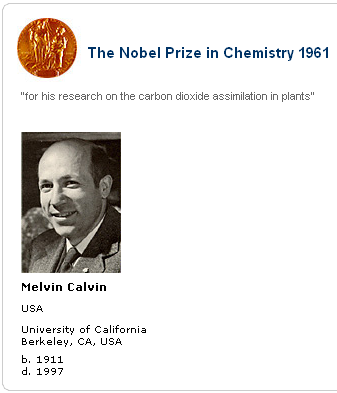 The Nobel Prize in Chemistry 1961
"for his research on the carbon dioxide assimilation in plants"
Melvin Calvin
USA
University of California
Berkeley, CA, USA
b. 1911
d. 1997